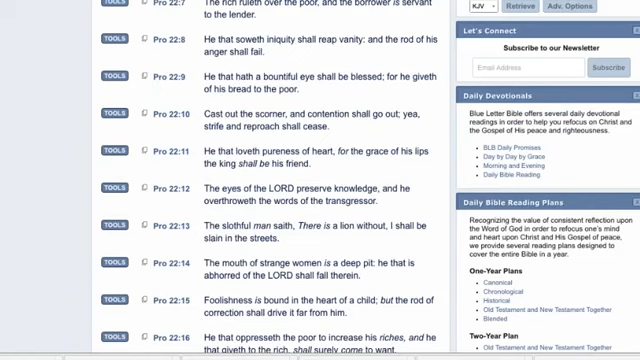 TOOLS Pro 22:7 The rich ruleth over the poor, and the borrower is servant
to the lender.
TOOLS Pro 22:8 He that soweth iniquity shall reap vanity: and the rod of his
anger shall fail.
TOOLS Pro 22:9 He that hath a bountiful eye shall be blessed; for he giveth
of his bread to the poor.
TOOLS Pro 22:10 Cast out the scorner, and contention shall go out; yea,
strife and reproach shall cease.
TOOLS Pro 22:11 He that loveth pureness of heart, for the grace of his lips
the king shall be his friend.
TOOLS Pro 22:12 The eyes of the LORD preserve knowledge, and he
overthroweth the words of the transgressor.
TOOLS Pro 22:13 The slothful man saith, There is a lion without, I shall be
slain in the streets.
TOOLS Pro 22:14 The mouth of strange women is a deep pit: he that is
abhorred of the LORD shall fall therein.
TOOLS Pro 22:15 Foolishness is bound in the heart of a child; but the rod of
correction shall drive it far from him.
TOOLS Pro 22:16 He that oppresseth the poor to increase his riches, and he
that giveth to the rich, shall surely come to want.
KJV Retrieve Adv. Options
Let's Connect
Subscribe to our Newsletter
Email Address Subscribe
Daily Devotionals
Blue Letter Bible offers several daily devotional
readings in order to help you refocus on Christ and
the Gospel of His peace and righteousness.
BLB Daily Promises
Day by Day by Grace
Morning and Evening
Daily Bible Reading
Daily Bible Reading Plans
Recognizing the value of consistent reflection upon
the Word of God in order to refocus one's
mind and heart upon Christ and His Gospel of peace,
we provide several reading plans designed to
cover the entire Bible in a year.
One-Year Plans
Canonical
Chronological
Historical
Old Testament and New Testament Together
Blended
Two-Year Plan
Old Testament and New Testament Together